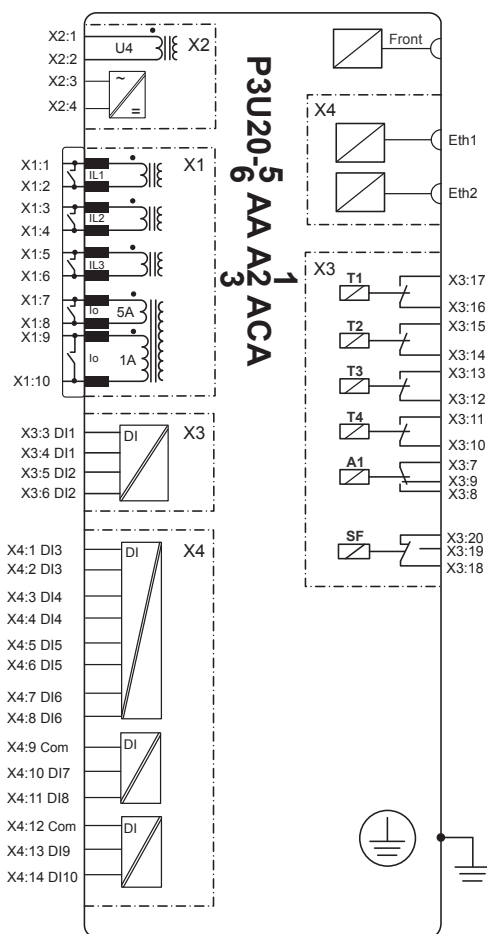 X2:1
X2:2
X2:3
X2:4
U4
X2
~
=
X1:1
X1:2
X1:3
X1:4
X1:5
X1:6
X1:7
X1:8
X1:9
X1:10
IL1
IL2
IL3
Io
5A
Io
1A
X1
X3:3 DI1
X3:4 DI1
X3:5 DI2
X3:6 DI2
DI
X3
X4:1 DI3
X4:2 DI3
X4:3 DI4
X4:4 DI4
X4:5 DI5
X4:6 DI5
X4:7 DI6
X4:8 DI6
DI
X4
X4:9 Com
X4:10 DI7
X4:11 DI8
DI
X4:12 Com
X4:13 DI9
X4:14 DI10
DI
P3U20-5 AA A2 1 ACA
6 3
Front
X4
Eth1
Eth2
X3
T1
X3:17
X3:16
T2
X3:15
X3:14
T3
X3:13
X3:12
T4
X3:11
X3:10
A1
X3:7
X3:9
X3:8
SF
X3:20
X3:19
X3:18